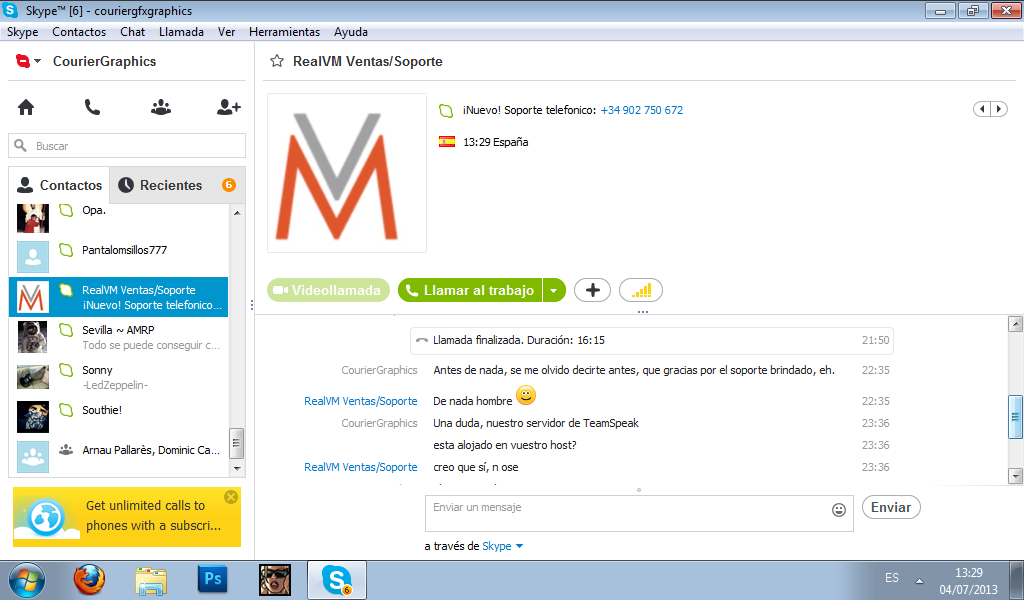 Skype™ [6] - couriergfxgraphics
Skype Contactos Chat Llamada Ver Herramientas Ayuda
CourierGraphics
Buscar
Contactos Recientes 6
Opa.
Pantalomsillos777
RealVM Ventas/Soporte
¡Nuevo! Soporte telefonico...
Sevilla ~ AMRP
Todo se puede conseguir c...
Sonny
-LedZeppelin-
Southie!
Arnau Pallarès, Dominic Ca...
Get unlimited calls to
phones with a subscri...
RealVM Ventas/Soporte
¡Nuevo! Soporte telefonico: +34 902 750 672
13:29 España
Videollamada Llamar al trabajo
Llamada finalizada. Duración: 16:15 21:50
CourierGraphics Antes de nada, se me olvido decirte antes, que gracias por el soporte brindado, eh. 22:35
RealVM Ventas/Soporte De nada hombre 22:35
CourierGraphics Una duda, nuestro servidor de TeamSpeak 23:36
esta alojado en vuestro host? 23:36
RealVM Ventas/Soporte creo que sí, n ose 23:36
Enviar un mensaje Enviar
a través de Skype
Ps 6 ES 13:29
04/07/2013